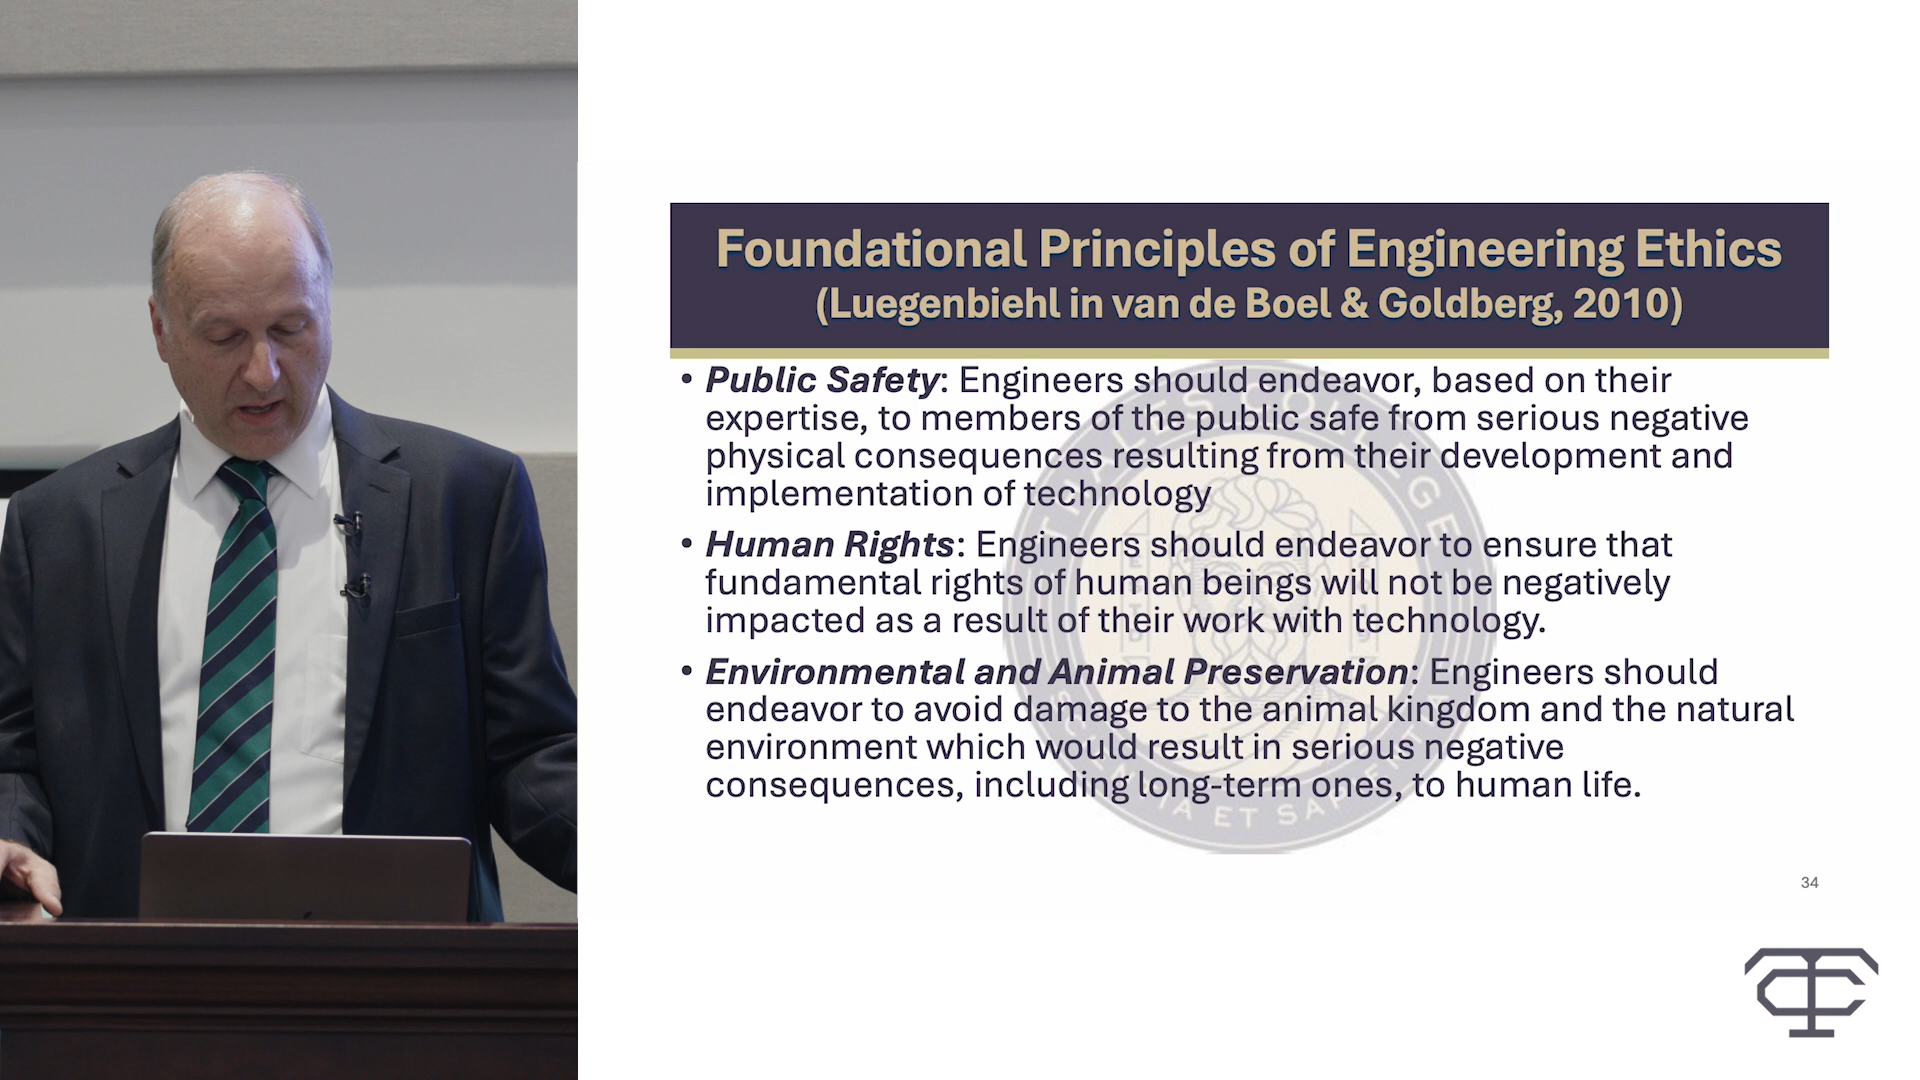 Foundational Principles of Engineering Ethics
(Luegenbiehl in van de Boel & Goldberg, 2010)
• Public Safety: Engineers should endeavor, based on their
expertise, to members of the public safe from serious negative
physical consequences resulting from their development and
implementation of technology
• Human Rights: Engineers should endeavor to ensure that
fundamental rights of human beings will not be negatively
impacted as a result of their work with technology.
• Environmental and Animal Preservation: Engineers should
endeavor to avoid damage to the animal kingdom and the natural
environment which would result in serious negative
consequences, including long-term ones, to human life.
THALES COLLEGE
ET
34